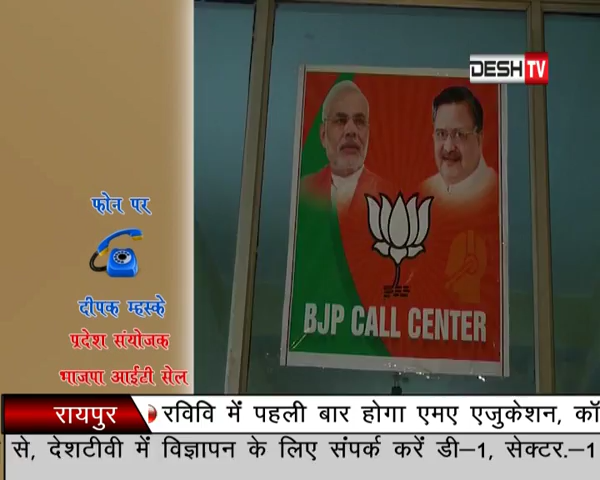 DESH TV
फोन पर
दीपक म्हस्के
प्रदेश संयोजक
भाजपा आईटी सेल
BJP CALL CENTER
रायपुर
रविवि में पहली बार होगा एमए एजुकेशन, कॉ
से, देशटीवी में विज्ञापन के लिए संपर्क करें डी–1, सेक्टर.–1